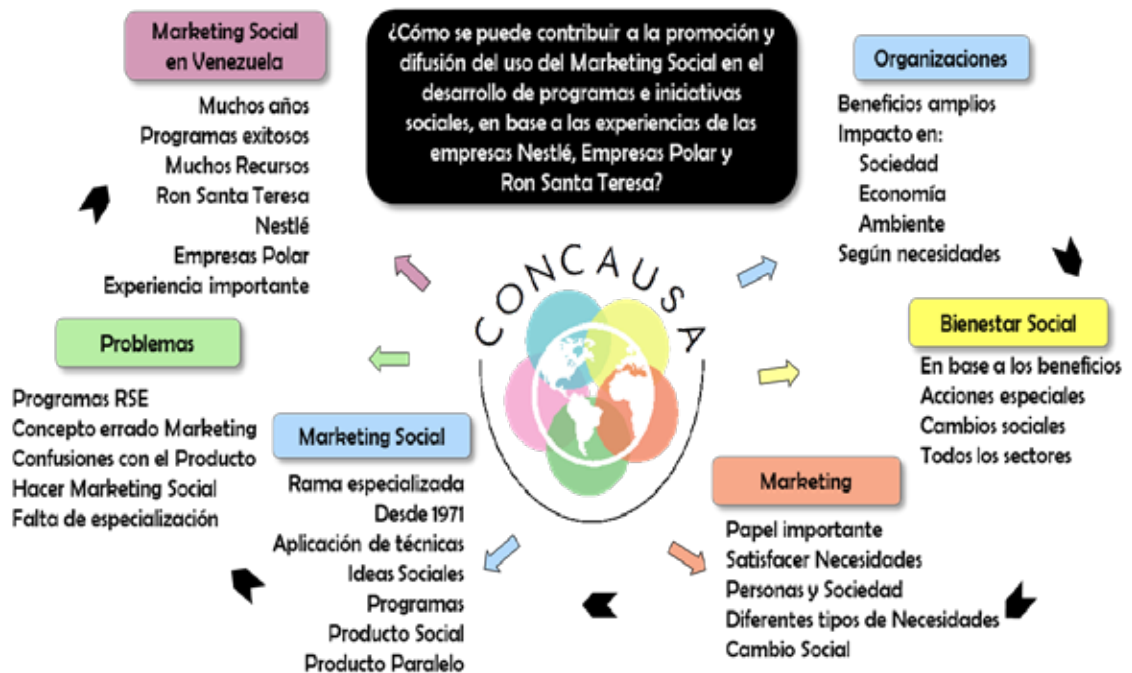 Marketing Social
en Venezuela
Muchos años
Programas exitosos
Muchos Recursos
Ron Santa Teresa
Nestlé
Empresas Polar
Experiencia importante
¿Cómo se puede contribuir a la promoción y
difusión del uso del Marketing Social en el
desarrollo de programas e iniciativas
sociales, en base a las experiencias de las
empresas Nestlé, Empresas Polar y
Ron Santa Teresa?
Organizaciones
Beneficios amplios
Impacto en:
Sociedad
Economía
Ambiente
Según necesidades
CONCAUSA
Bienestar Social
En base a los beneficios
Acciones especiales
Cambios sociales
Todos los sectores
Marketing
Papel importante
Satisfacer Necesidades
Personas y Sociedad
Diferentes tipos de Necesidades
Cambio Social
Marketing Social
Rama especializada
Desde 1971
Aplicación de técnicas
Ideas Sociales
Programas
Producto Social
Producto Paralelo
Problemas
Programas RSE
Concepto errado Marketing
Confusiones con el Producto
Hacer Marketing Social
Falta de especialización